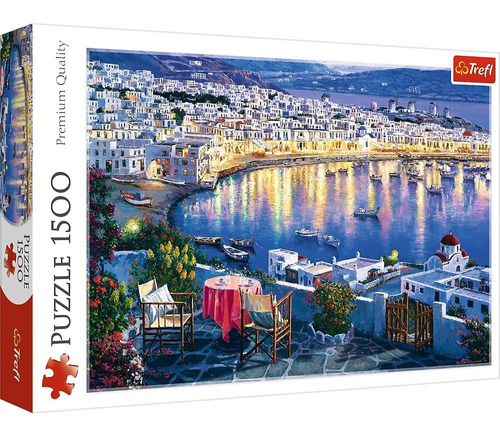 Premium Quality
PUZZLE 1500
PUZZLE
1500
Trefl
Trefl